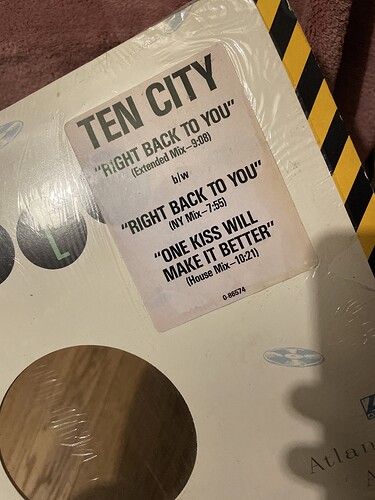 TEN CITY
"RIGHT BACK TO YOU"
(Extended Mix—9:08)
b/w
"RIGHT BACK TO YOU"
(NY Mix—7:55)
"ONE KISS WILL
MAKE IT BETTER"
(House Mix—10:21)
0-86574
L
Atlan